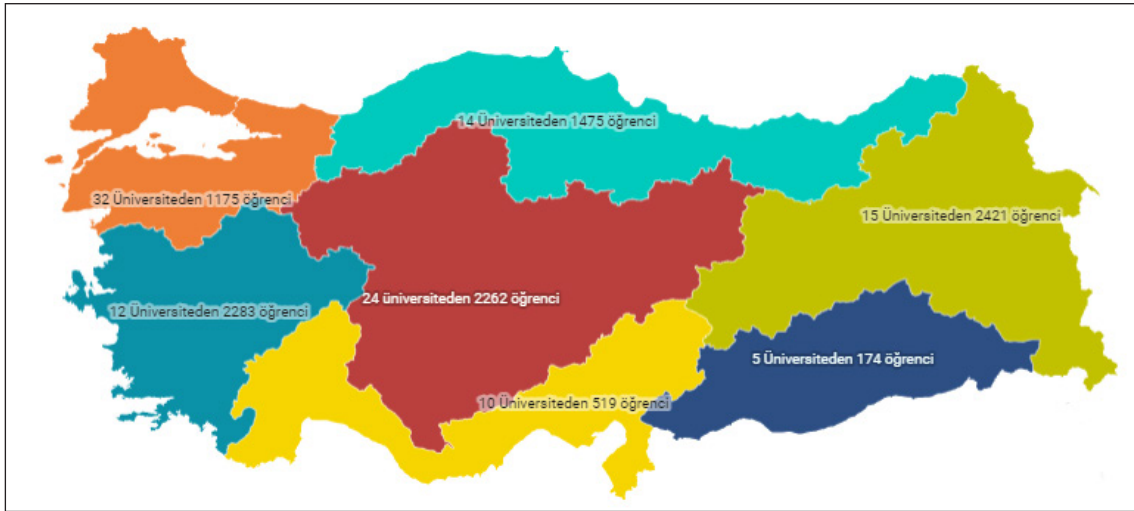 14 Üniversiteden 1475 öğrenci
32 Üniversiteden 1175 öğrenci
15 Üniversiteden 2421 öğrenci
24 üniversiteden 2262 öğrenci
12 Üniversiteden 2283 öğrenci
5 Üniversiteden 174 öğrenci
10 Üniversiteden 519 öğrenci